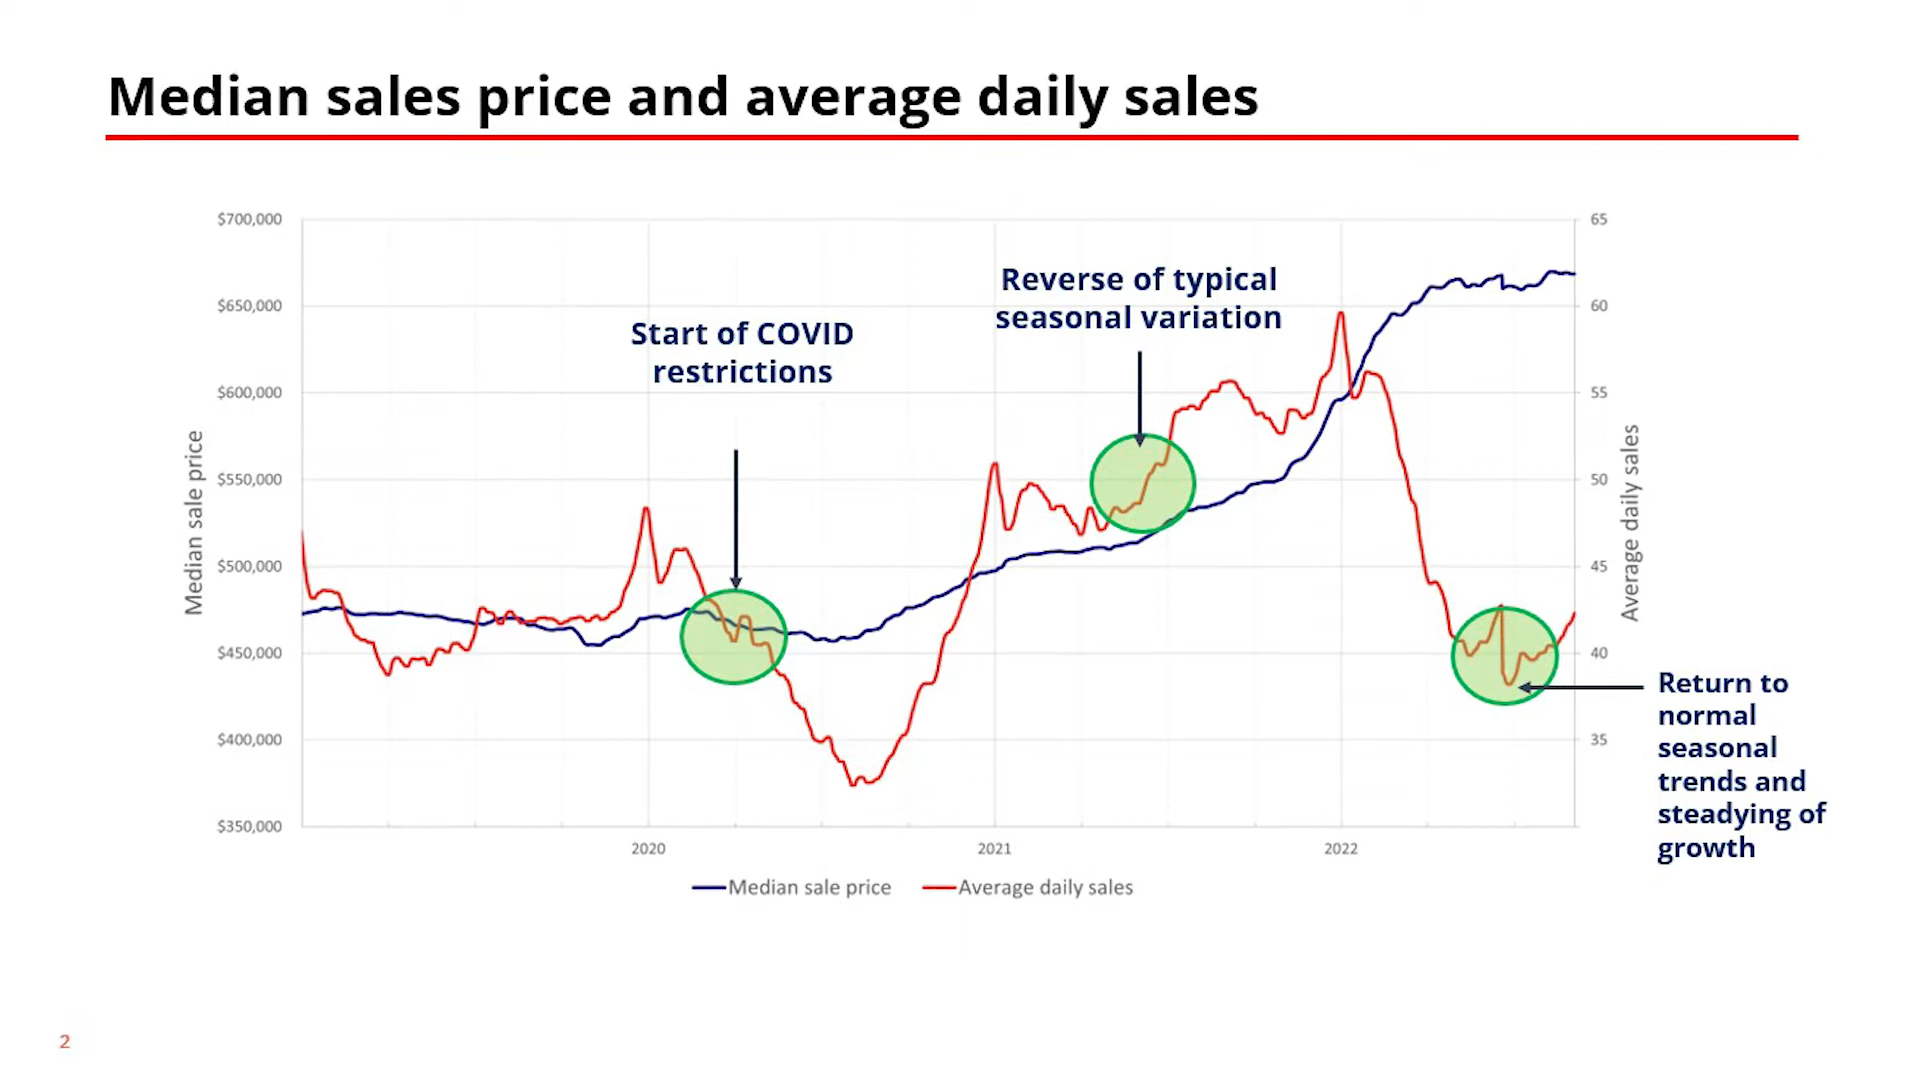 Median sales price and average daily sales
$700,000
$650,000
$600,000
$550,000
$500,000
$450,000
$400,000
$350,000
Median sale price
Start of COVID
restrictions
Reverse of typical
seasonal variation
65
60
55
50
45
40
35
Average daily sales
Return to
normal
seasonal
trends and
steadying of
growth
2020
2021
2022
Median sale price
Average daily sales
2